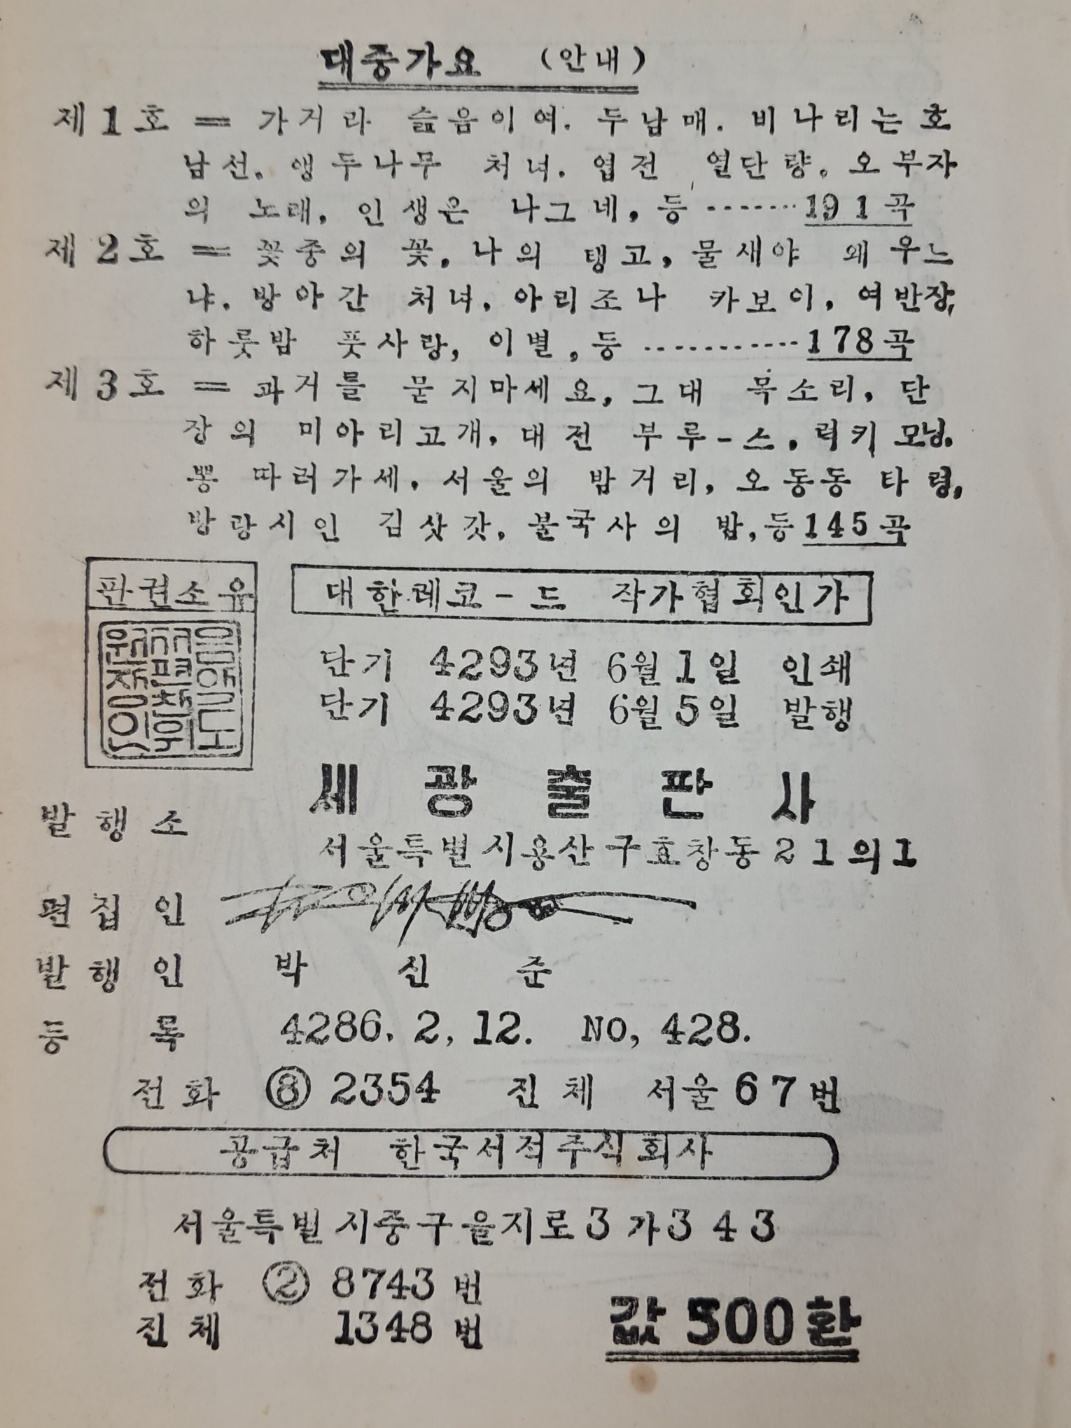 대중가요 (안내)
제1호 = 가거라 슬음이여. 두남매. 비나리는 호
남선. 앵두나무 처녀. 엽전 열단량. 오부자
의 노래, 인생은 나그네, 등 ······· 191곡
제2호 = 꽃중의 꽃, 나의 탱고, 물새야 왜 우느
냐. 방아간 처녀, 아리조나 카보이, 여반장,
하룻밤 풋사랑, 이별, 등 ··········· 178곡
제3호 = 과거를 묻지마세요, 그대 목소리, 단
장의 미아리고개, 대전 부루-스, 럭키 모닝.
뽕 따러가세, 서울의 밤거리, 오동동 타령,
방랑시인 김삿갓, 불국사의 밤, 등 145곡
판권소유
대한레코-드 작가협회인가
단기 4293년 6월1일 인쇄
단기 4293년 6월5일 발행
세광출판사
발행소
서울특별시용산구효창동21의1
편집인
발행인 박신준
등록 4286. 2, 12. NO, 428.
전화 ⑧ 2354 진체 서울 67번
공급처 한국서적주식회사
서울특별시중구을지로3가343
전화 ② 8743번
진체 1348번
값 500환